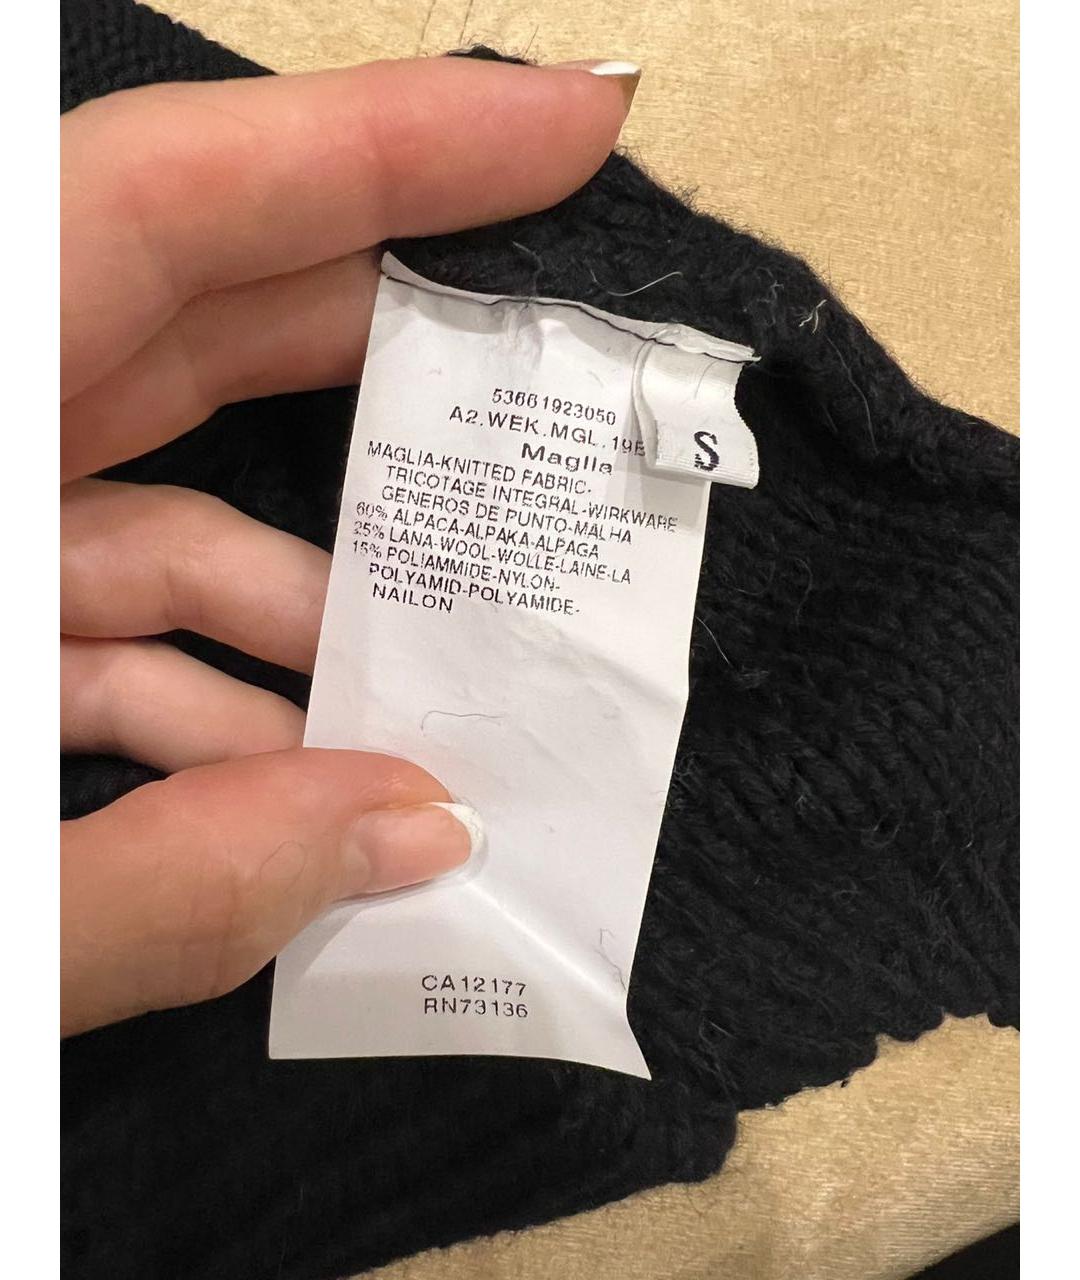 53661923050
A2.WEK.MGL.19E
S
Maglia
MAGLIA-KNITTED FABRIC-
TRICOTAGE INTEGRAL-WIRKWARE
GENEROS DE PUNTO-MALHA
60% ALPACA-ALPAKA-ALPAGA
25% LANA-WOOL-WOLLE-LAINE-LA
15% POLIAMMIDE-NYLON-
POLYAMID-POLYAMIDE-
NAILON
CA12177
RN73136